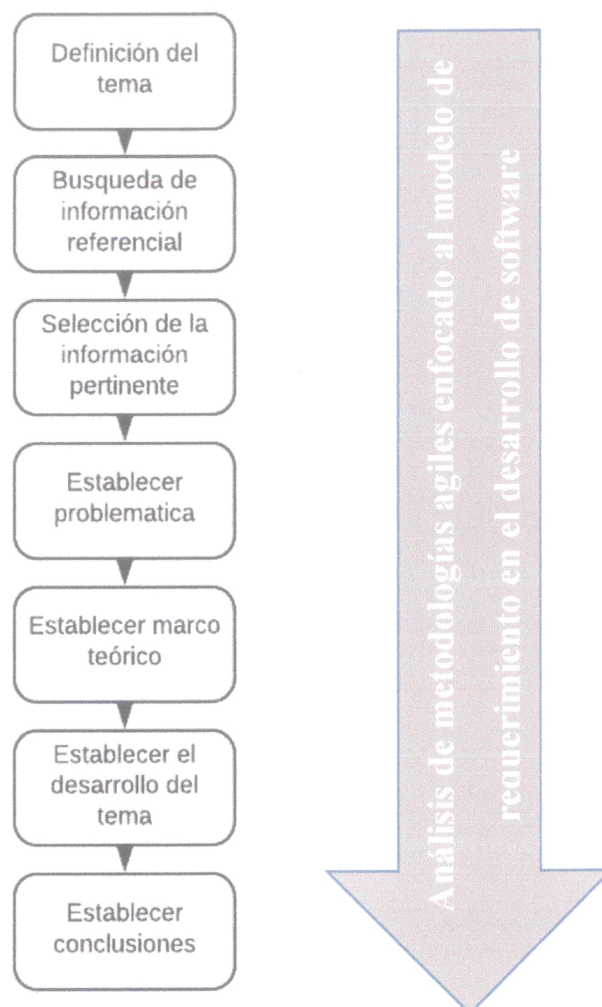 Definición del
tema
Busqueda de
información
referencial
Selección de la
información
pertinente
Establecer
problematica
Establecer marco
teórico
Establecer el
desarrollo del
tema
Establecer
conclusiones
Análisis de metodologías agiles enfocado al modelo de
requerimiento en el desarrollo de software